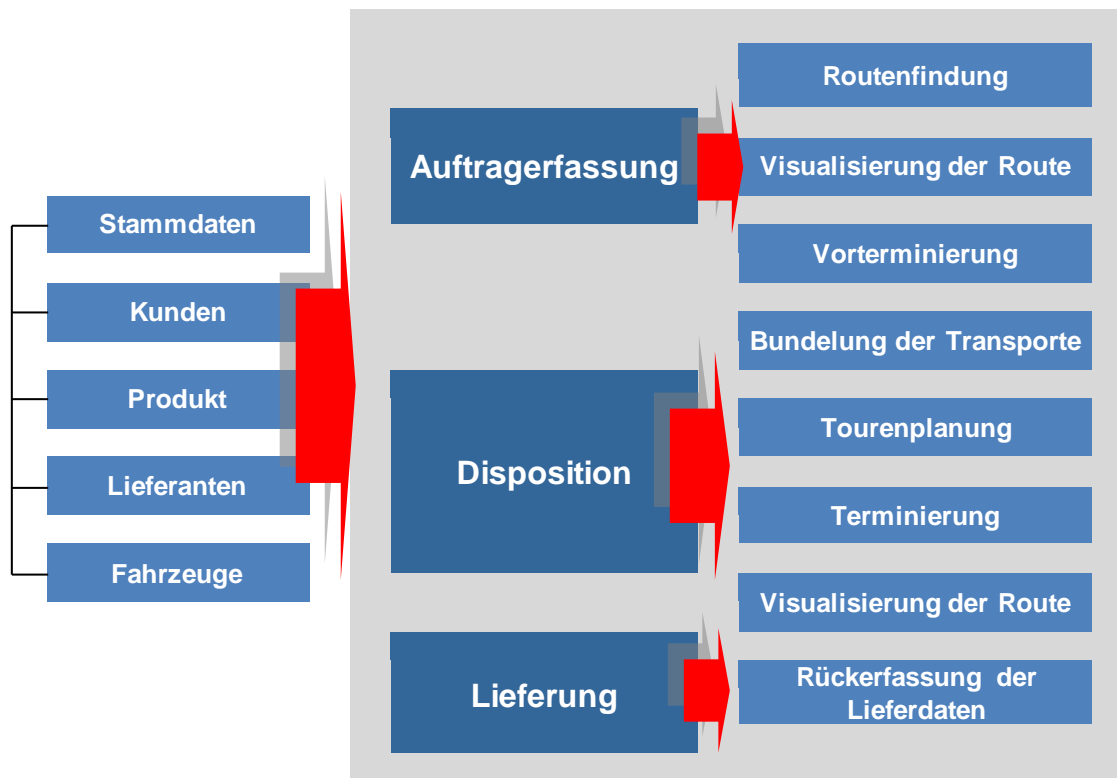 Stammdaten
Kunden
Produkt
Lieferanten
Fahrzeuge
Auftragerfassung
Disposition
Lieferung
Routenfindung
Visualisierung der Route
Vorterminierung
Bundelung der Transporte
Tourenplanung
Terminierung
Visualisierung der Route
Rückerfassung der
Lieferdaten